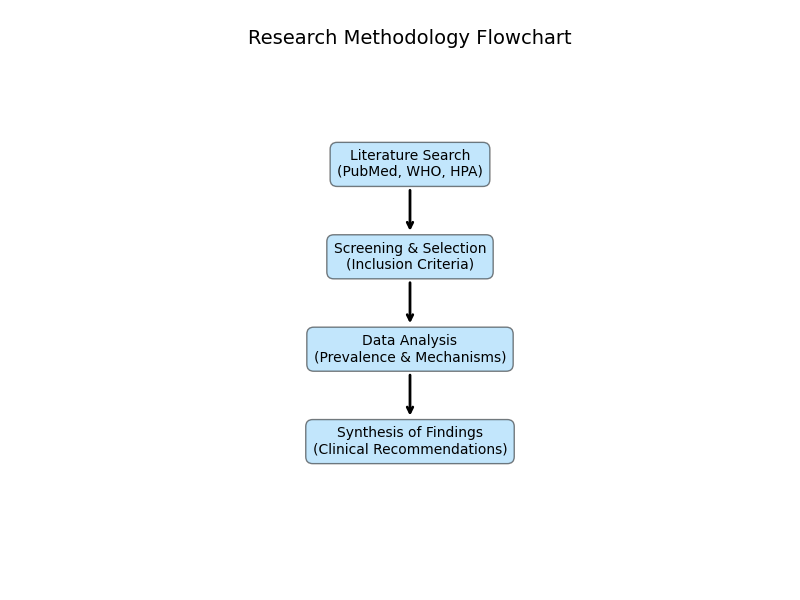 Research Methodology Flowchart
Literature Search
(PubMed, WHO, HPA)
Screening & Selection
(Inclusion Criteria)
Data Analysis
(Prevalence & Mechanisms)
Synthesis of Findings
(Clinical Recommendations)